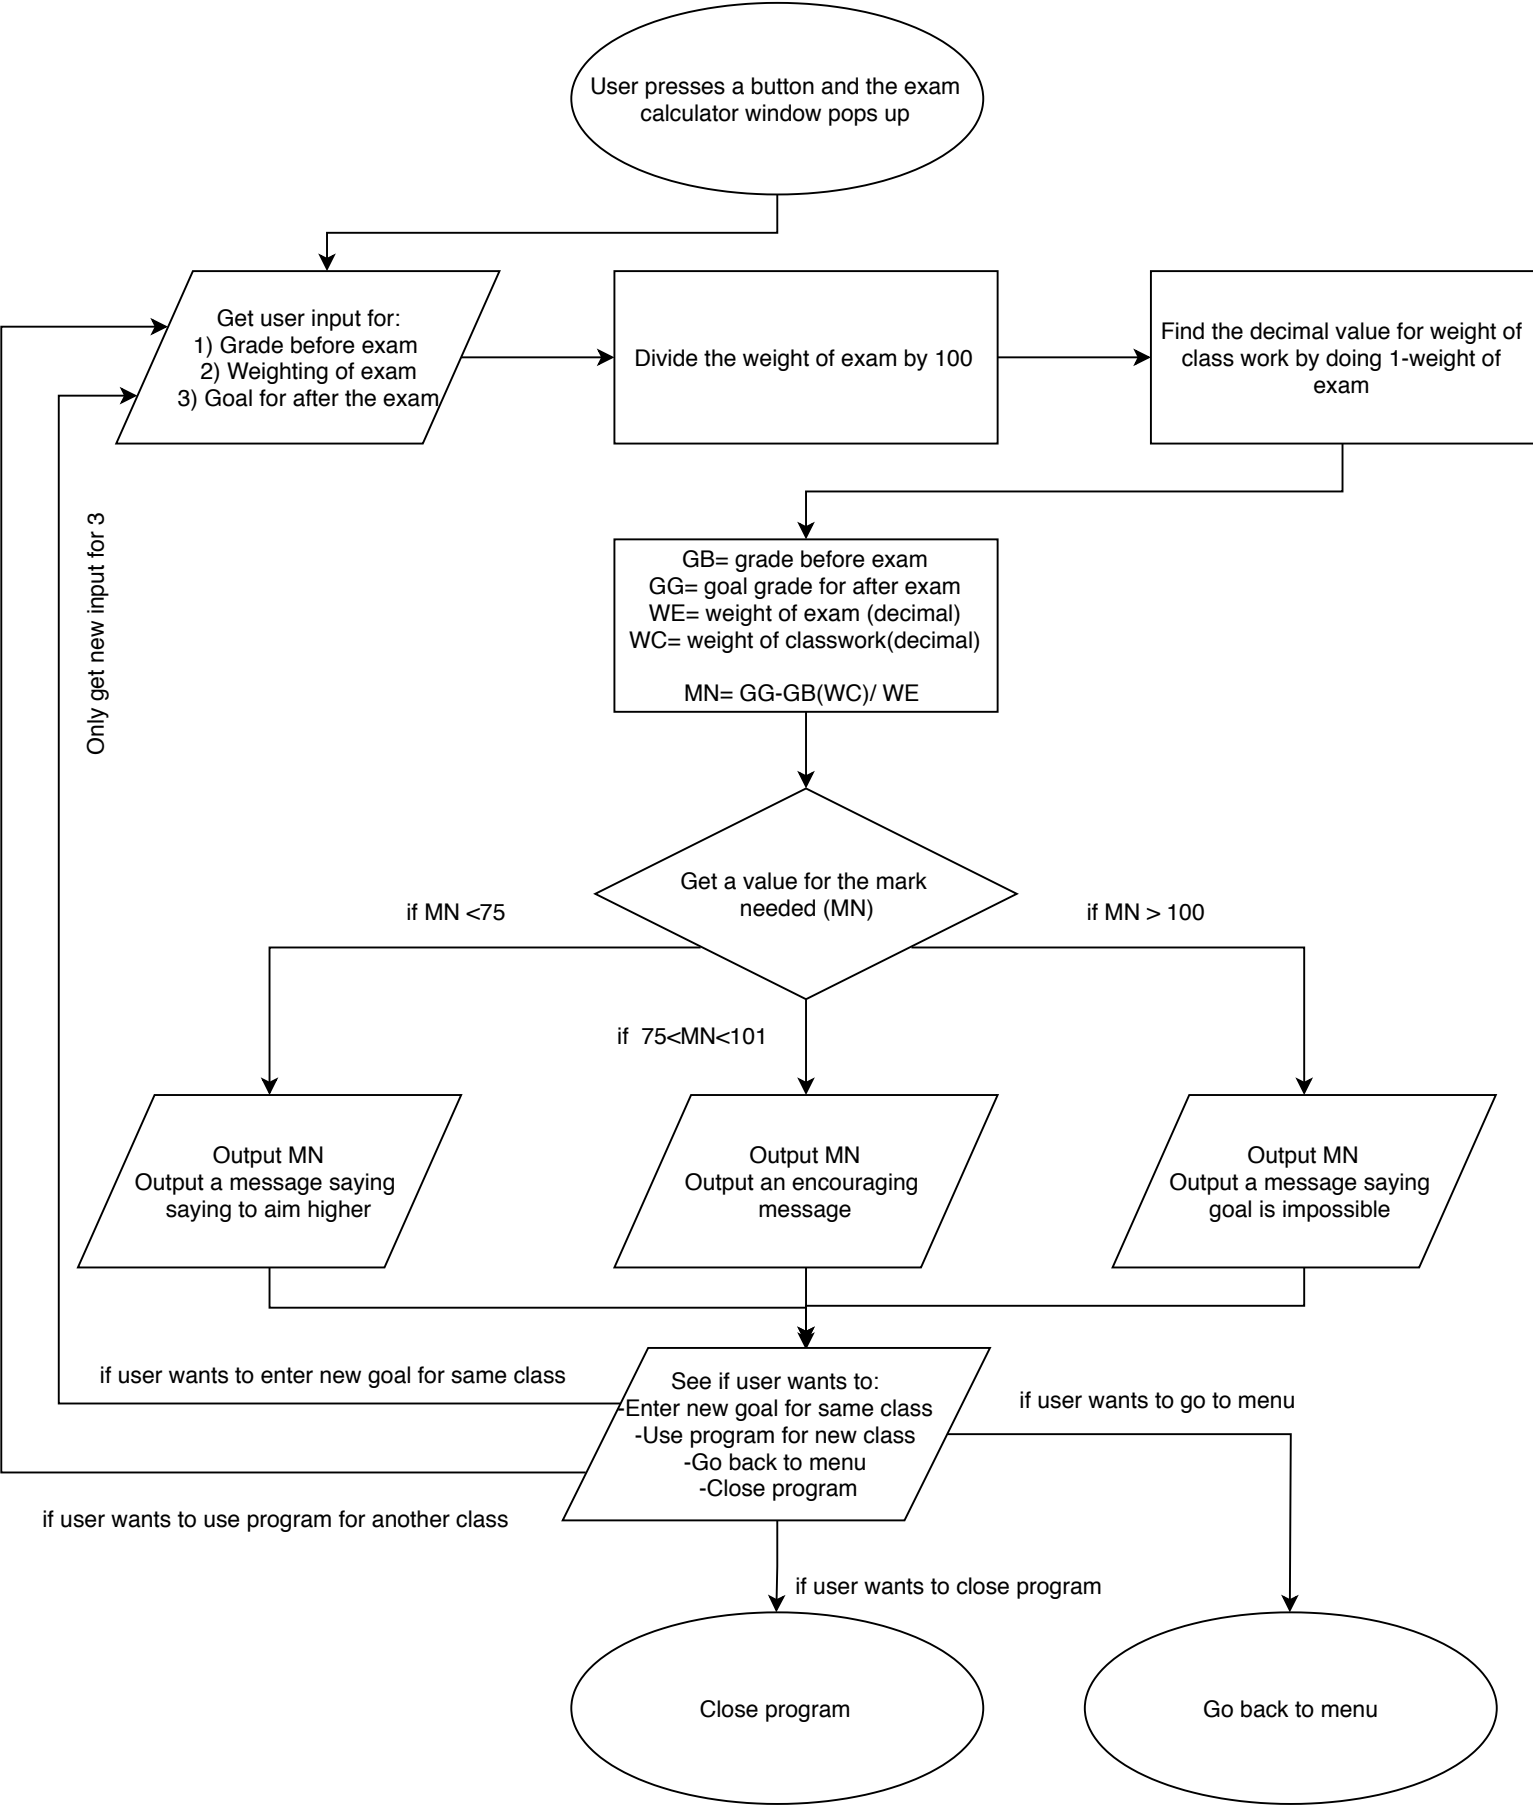 User presses a button and the exam
calculator window pops up
Get user input for:
1) Grade before exam
2) Weighting of exam
3) Goal for after the exam
Divide the weight of exam by 100
Find the decimal value for weight of
class work by doing 1-weight of
exam
Only get new input for 3
GB= grade before exam
GG= goal grade for after exam
WE= weight of exam (decimal)
WC= weight of classwork(decimal)
MN= GG-GB(WC)/ WE
Get a value for the mark
needed (MN)
if MN <75
if MN > 100
if 75<MN<101
Output MN
Output a message saying
saying to aim higher
Output MN
Output an encouraging
message
Output MN
Output a message saying
goal is impossible
if user wants to enter new goal for same class
See if user wants to:
-Enter new goal for same class
-Use program for new class
-Go back to menu
-Close program
if user wants to go to menu
if user wants to use program for another class
if user wants to close program
Close program
Go back to menu